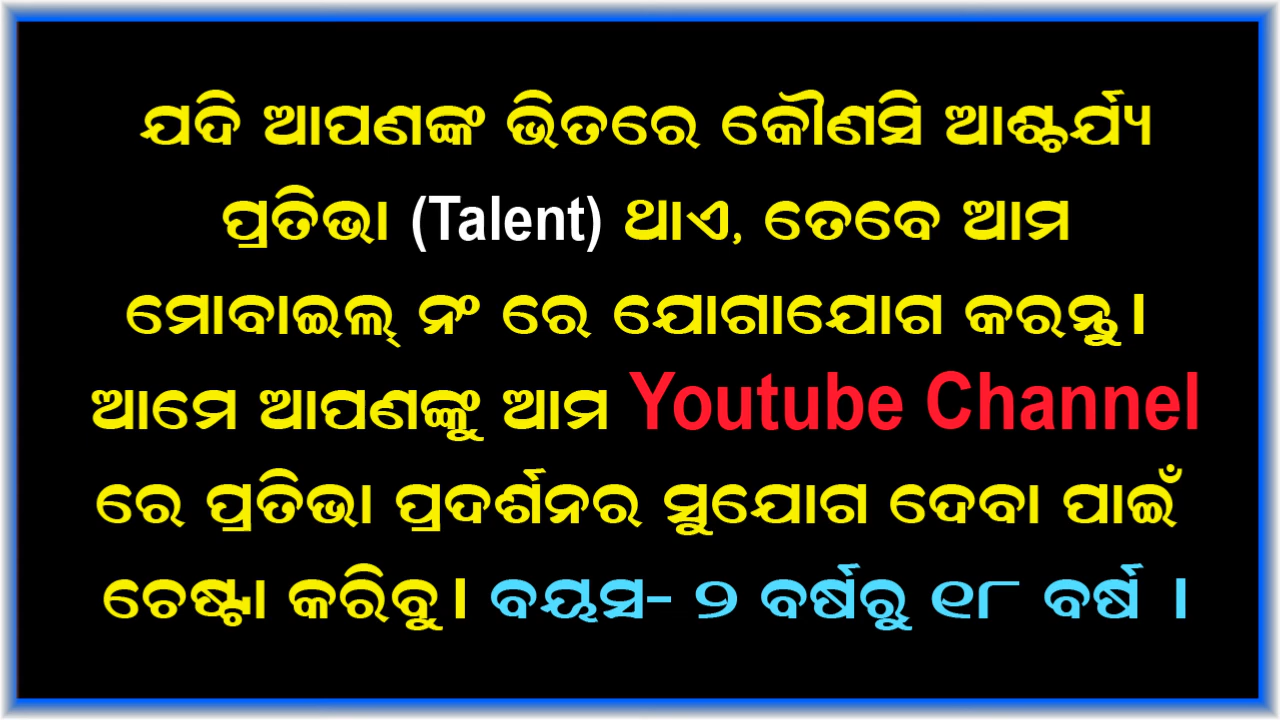 ଯଦି ଆପଣଙ୍କ ଭିତରେ କୌଣସି ଆଶ୍ଚର୍ଯ୍ୟ
ପ୍ରତିଭା (Talent) ଥାଏ, ତେବେ ଆମ
ମୋବାଇଲ୍ ନଂ ରେ ଯୋଗାଯୋଗ କରନ୍ତୁ।
ଆମେ ଆପଣଙ୍କୁ ଆମ Youtube Channel
ରେ ପ୍ରତିଭା ପ୍ରଦର୍ଶନର ସୁଯୋଗ ଦେବା ପାଇଁ
ଚେଷ୍ଟା କରିବୁ। ବୟସ- ୨ ବର୍ଷରୁ ୧୮ ବର୍ଷ ।